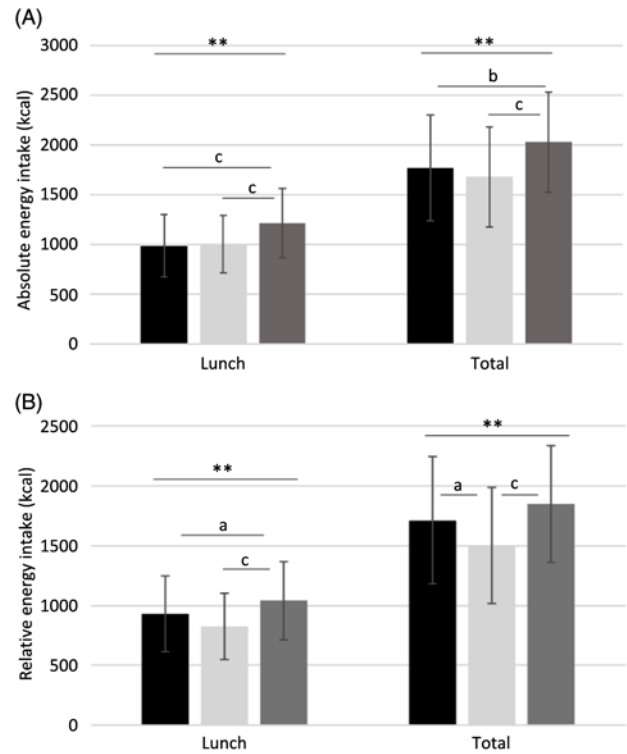 (A)
Absolute energy intake (kcal)
3000
2500
2000
1500
1000
500
0
**
c
c
**
b
c
Lunch
Total
(B)
Relative energy intake (kcal)
2500
2000
1500
1000
500
0
**
a
c
**
a
c
Lunch
Total